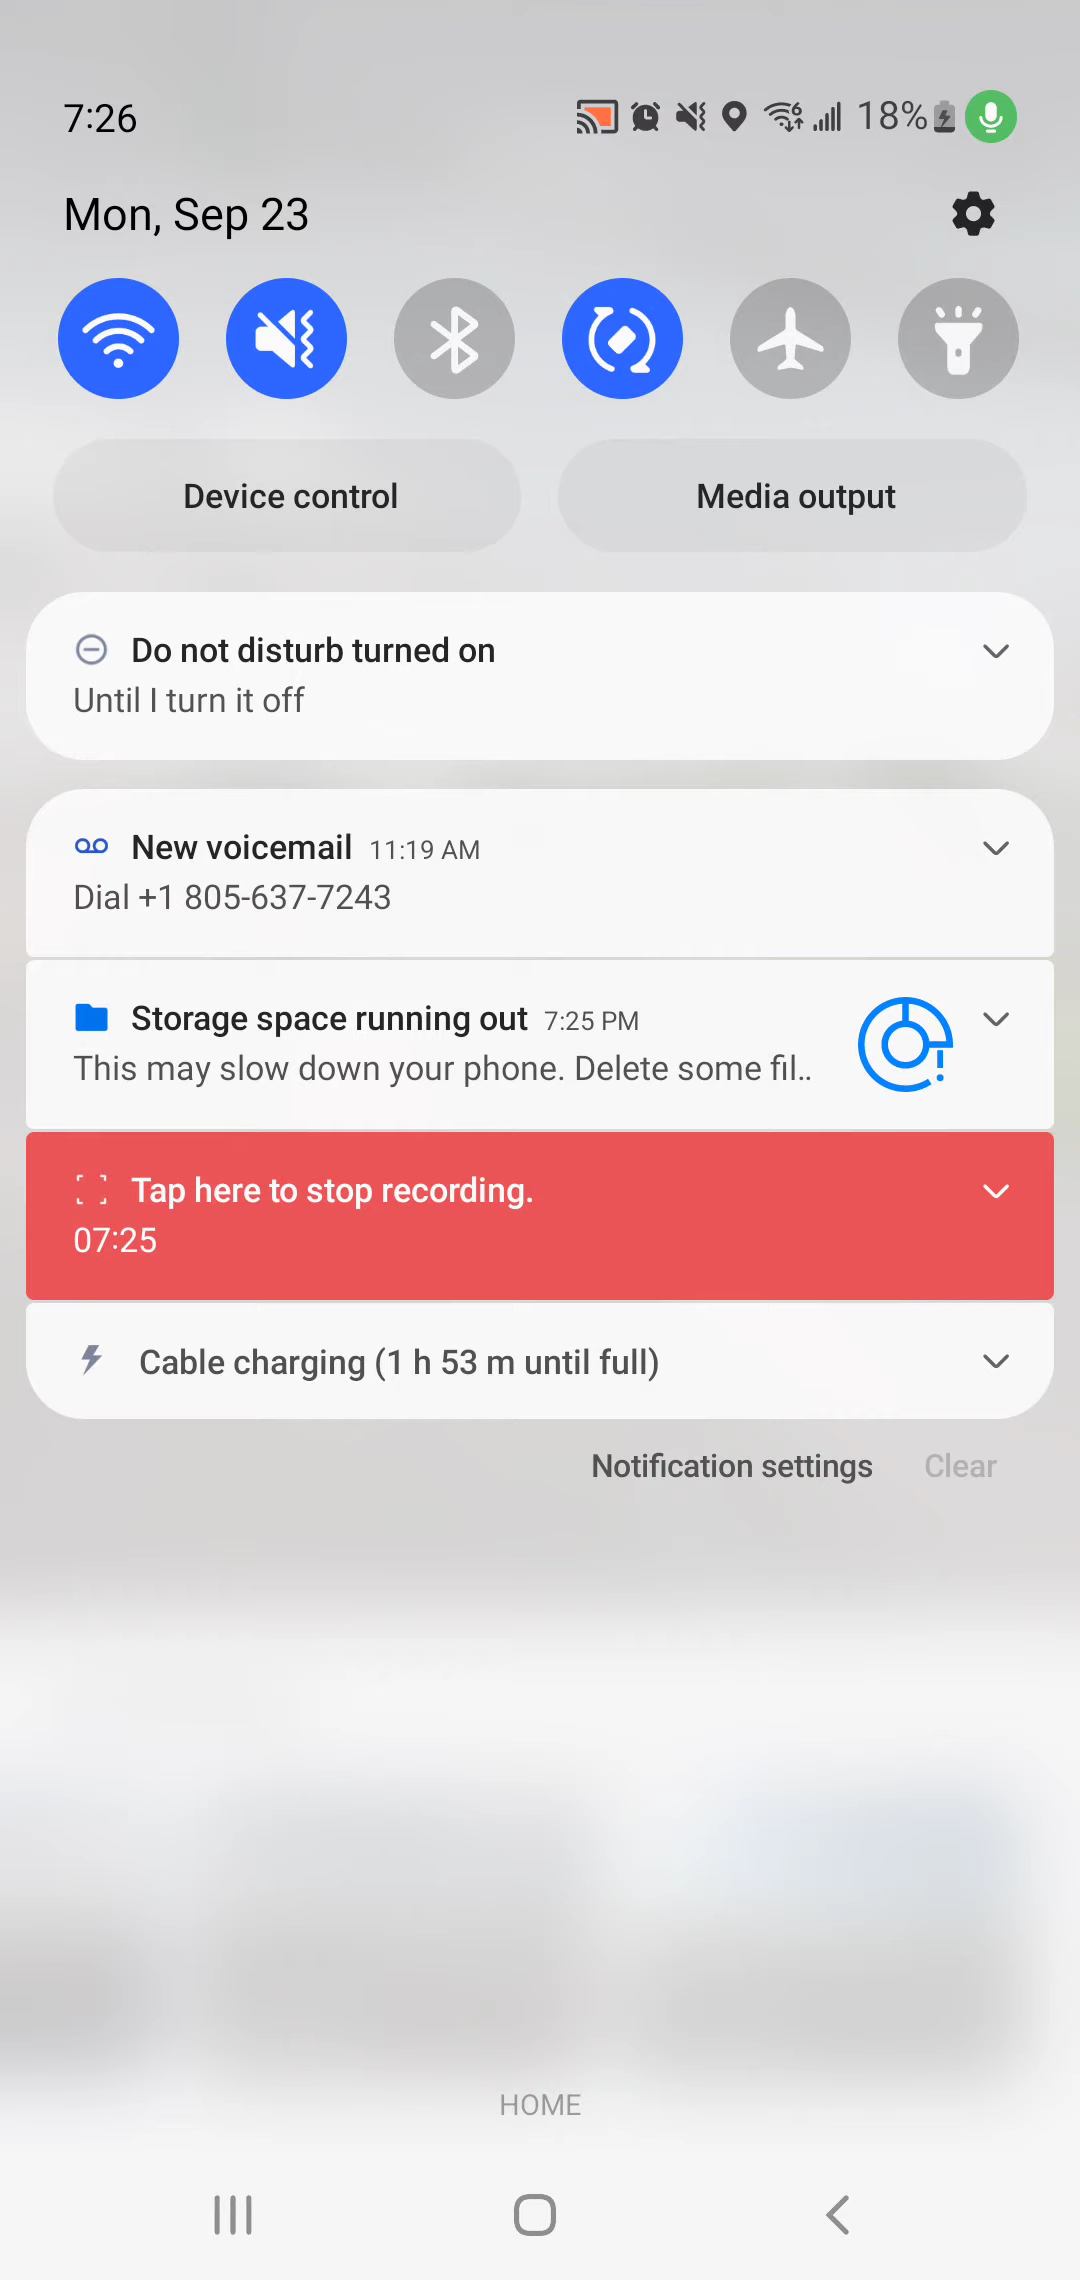 7:26
6
18%
Mon, Sep 23
Device control
Media output
Do not disturb turned on
Until I turn it off
New voicemail 11:19 AM
Dial +1 805-637-7243
Storage space running out 7:25 PM
This may slow down your phone. Delete some fil..
Tap here to stop recording.
07:25
Cable charging (1 h 53 m until full)
Notification settings
Clear
HOME